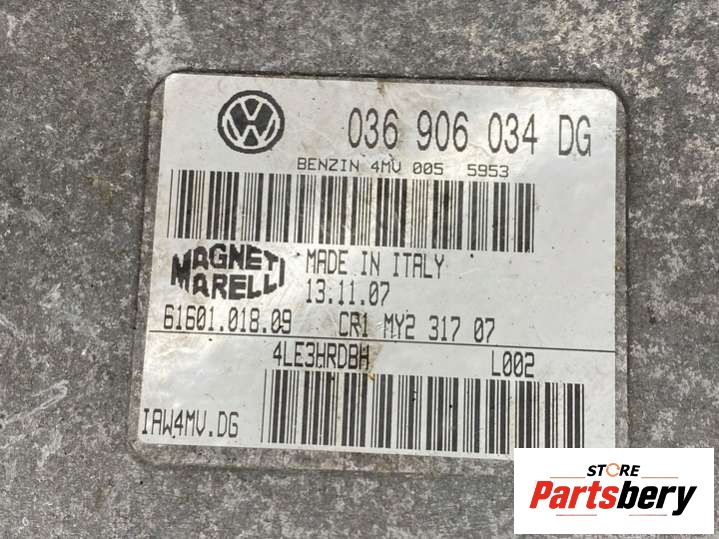 036 906 034 DG
BENZIN 4MV 005 5953
MAGNETI
MARELLI
MADE IN ITALY
13.11.07
61601.018.09 CR1 MY2 317 07
4LE3HRDBH L002
IAW4MV.DG
STORE
Partsbery